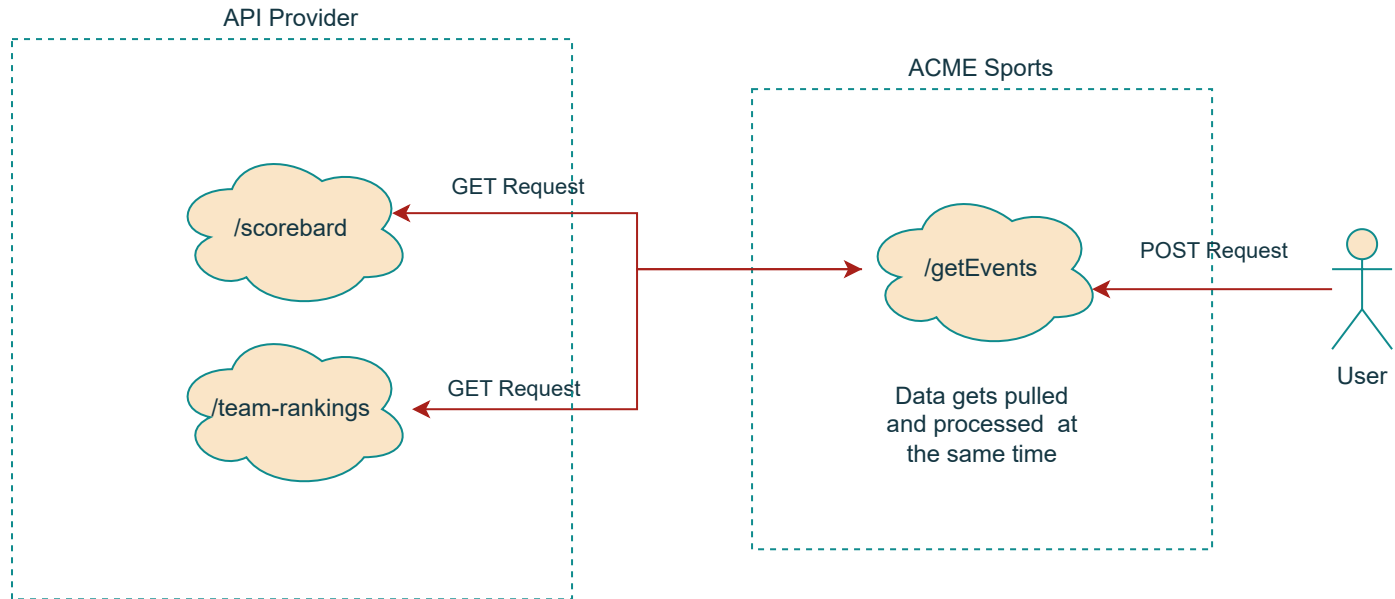 API Provider
ACME Sports
GET Request
/scorebard
POST Request
/getEvents
User
GET Request
/team-rankings
Data gets pulled
and processed at
the same time